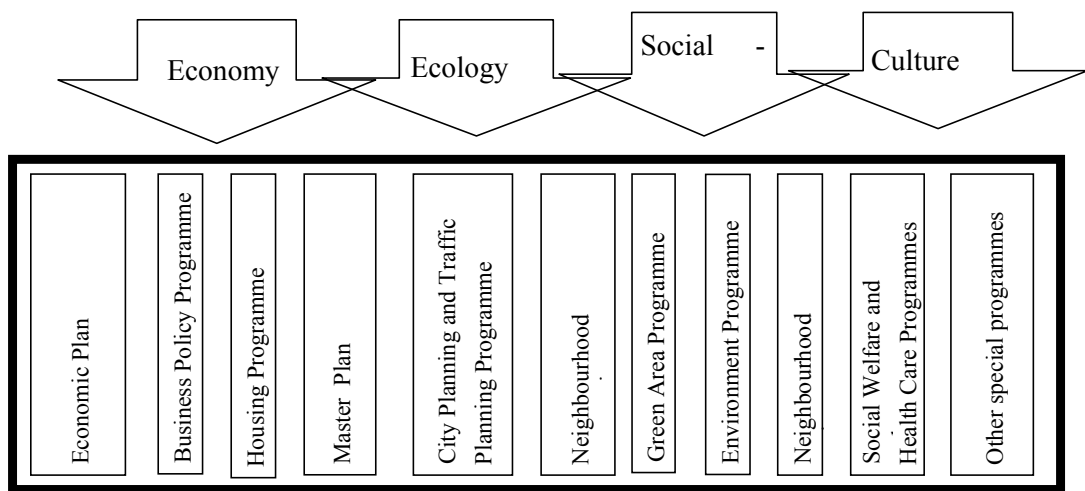 Economy
Ecology
Social -
Culture
Economic Plan
Business Policy Programme
Housing Programme
Master Plan
City Planning and Traffic
Planning Programme
Neighbourhood
Green Area Programme
Environment Programme
Neighbourhood
Social Welfare and
Health Care Programmes
Other special programmes